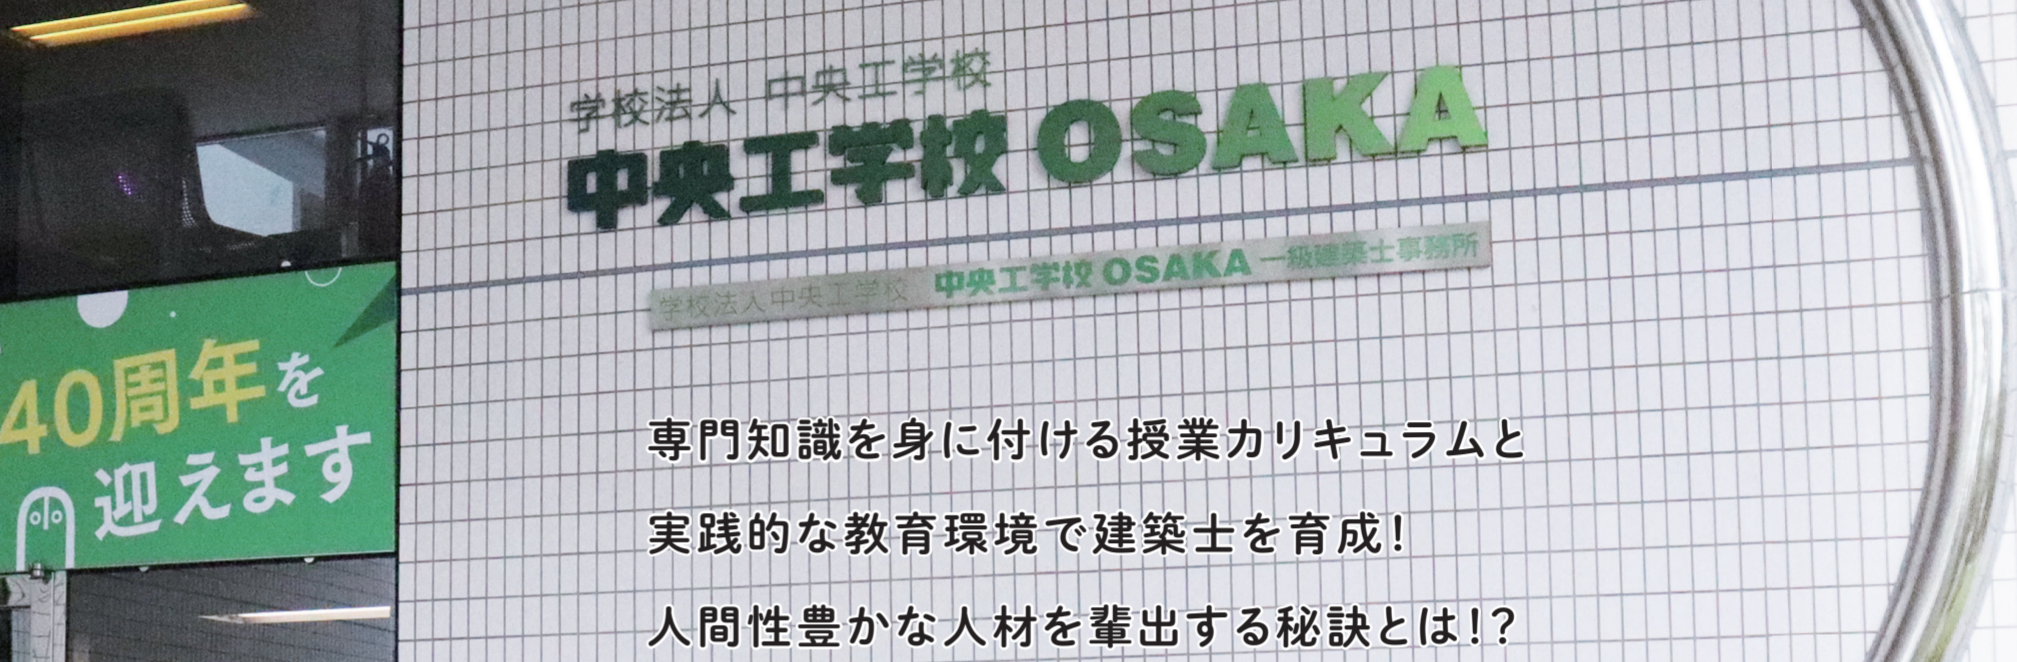 学校法人 中央工学校
中央工学校 OSAKA
学校法人中央工学校 中央工学校 OSAKA 一級建築士事務所
40周年を
迎えます
専門知識を身に付ける授業カリキュラムと
実践的な教育環境で建築士を育成!
人間性豊かな人材を輩出する秘訣とは!?